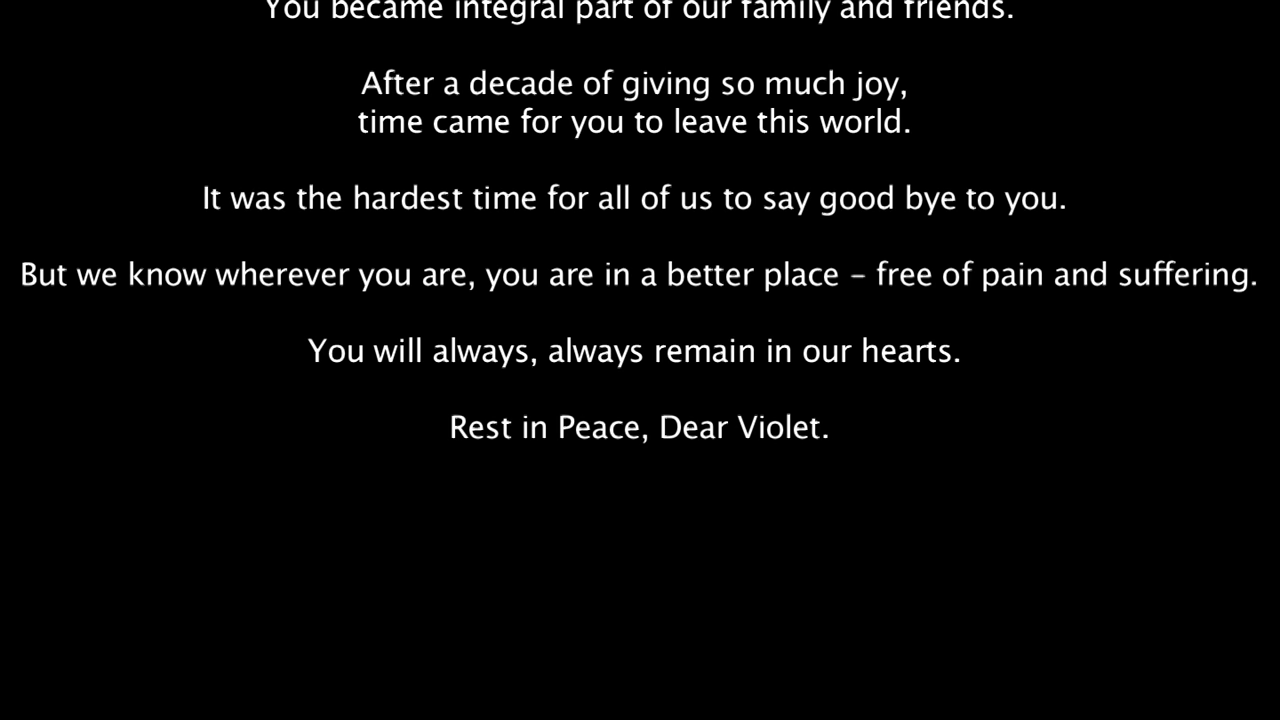 You became integral part of our family and friends.
After a decade of giving so much joy,
time came for you to leave this world.
It was the hardest time for all of us to say good bye to you.
But we know wherever you are, you are in a better place – free of pain and suffering.
You will always, always remain in our hearts.
Rest in Peace, Dear Violet.